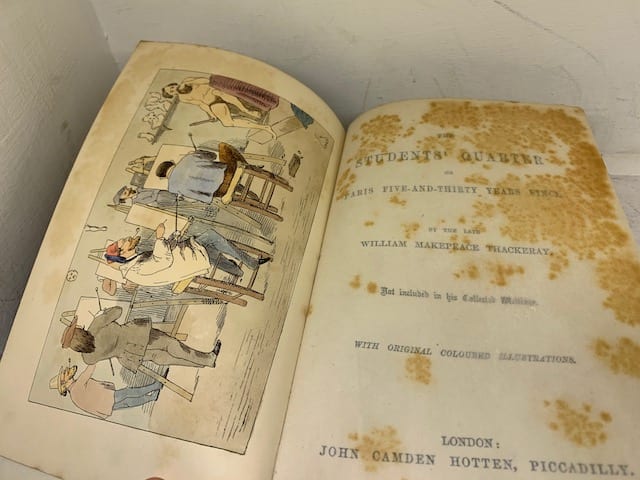 THE
STUDENTS' QUARTER
OR
PARIS FIVE-AND-THIRTY YEARS SINCE.
BY THE LATE
WILLIAM MAKEPEACE THACKERAY.
Not included in his Collected Writings.
WITH ORIGINAL COLOURED ILLUSTRATIONS.
LONDON:
JOHN CAMDEN HOTTEN, PICCADILLY.